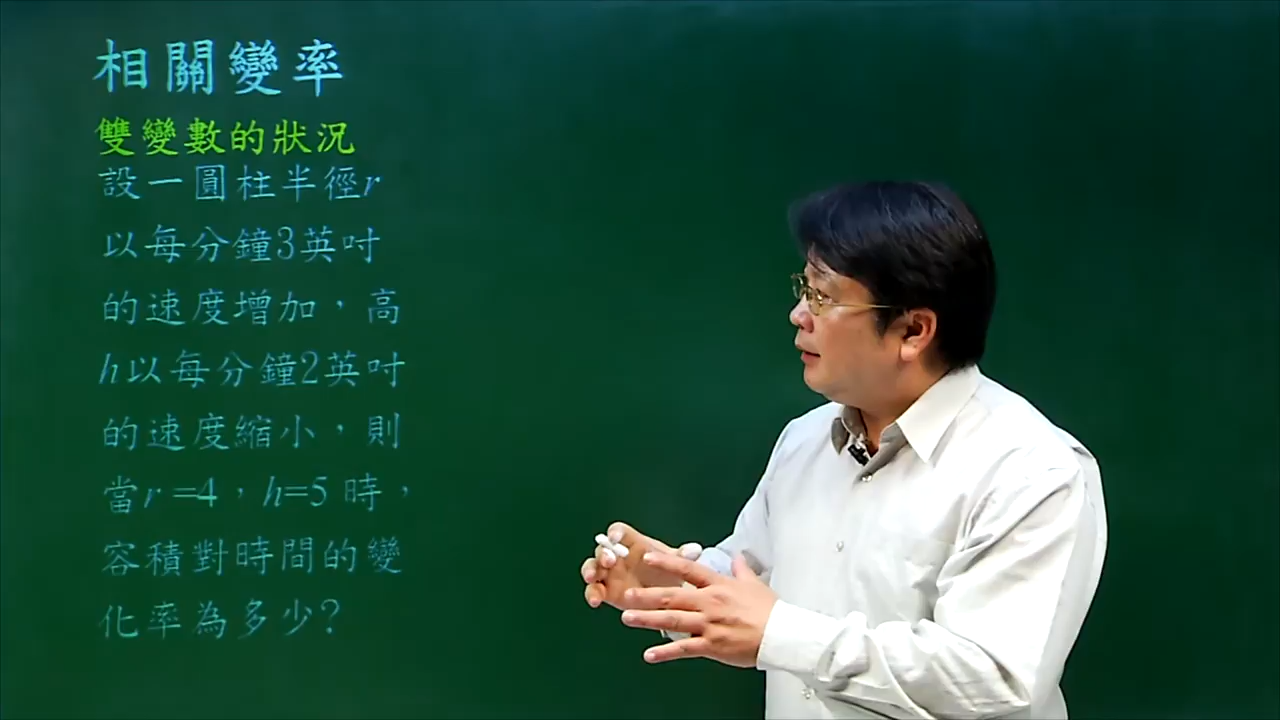 相關變率
雙變數的狀況
設一圓柱半徑r
以每分鐘3英吋
的速度增加，高
h以每分鐘2英吋
的速度縮小，則
當r=4，h=5時，
容積對時間的變
化率為多少?